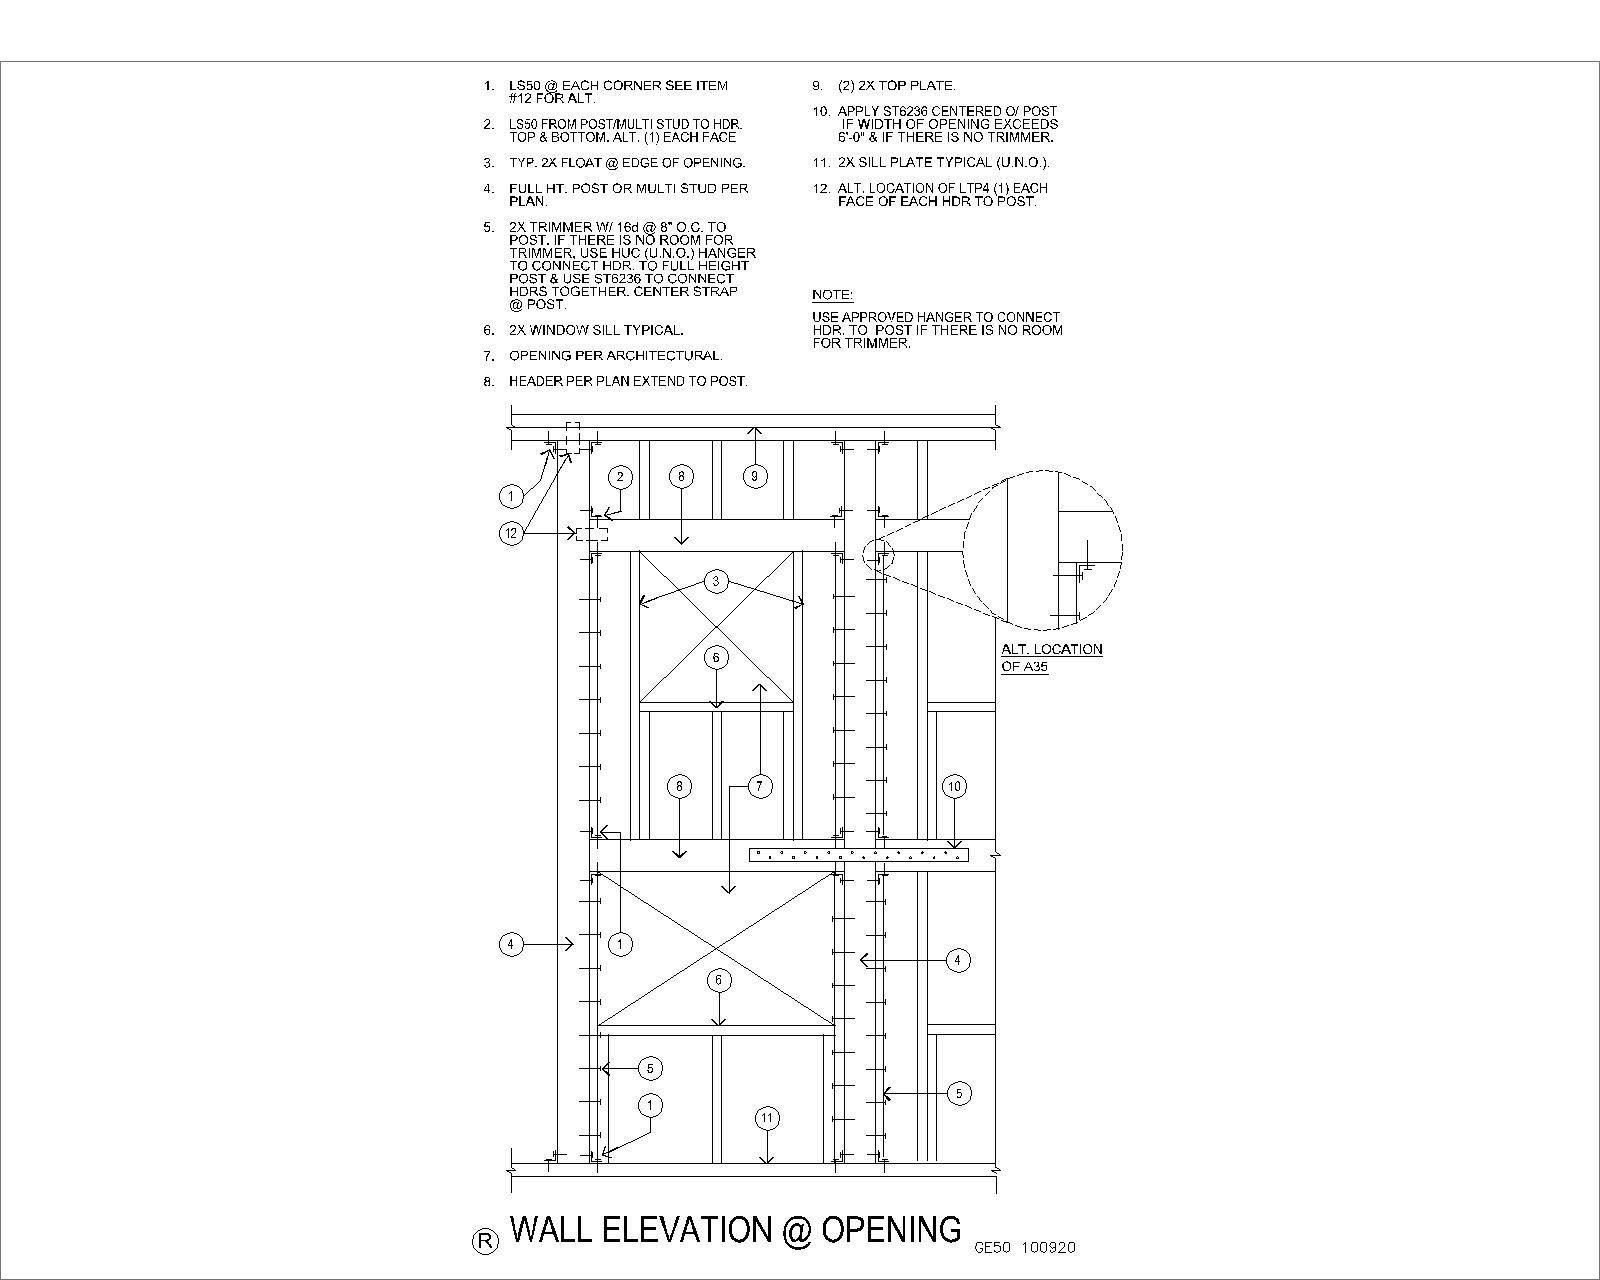 1. LS50 @ EACH CORNER SEE ITEM
#12 FOR ALT.
2. LS50 FROM POST/MULTI STUD TO HDR.
TOP & BOTTOM. ALT. (1) EACH FACE
3. TYP. 2X FLOAT @ EDGE OF OPENING.
4. FULL HT. POST OR MULTI STUD PER
PLAN.
5. 2X TRIMMER W/ 16d @ 8" O.C. TO
POST. IF THERE IS NO ROOM FOR
TRIMMER, USE HUC (U.N.O.) HANGER
TO CONNECT HDR. TO FULL HEIGHT
POST & USE ST6236 TO CONNECT
HDRS TOGETHER. CENTER STRAP
@ POST.
6. 2X WINDOW SILL TYPICAL.
7. OPENING PER ARCHITECTURAL.
8. HEADER PER PLAN EXTEND TO POST.
9. (2) 2X TOP PLATE.
10. APPLY ST6236 CENTERED O/ POST
IF WIDTH OF OPENING EXCEEDS
6'-0" & IF THERE IS NO TRIMMER.
11. 2X SILL PLATE TYPICAL (U.N.O.).
12. ALT. LOCATION OF LTP4 (1) EACH
FACE OF EACH HDR TO POST.
NOTE:
USE APPROVED HANGER TO CONNECT
HDR. TO POST IF THERE IS NO ROOM
FOR TRIMMER.
2
8
9
1
12
3
6
ALT. LOCATION
OF A35
8
7
10
4
1
4
6
5
5
1
11
R WALL ELEVATION @ OPENING
GE50 100920